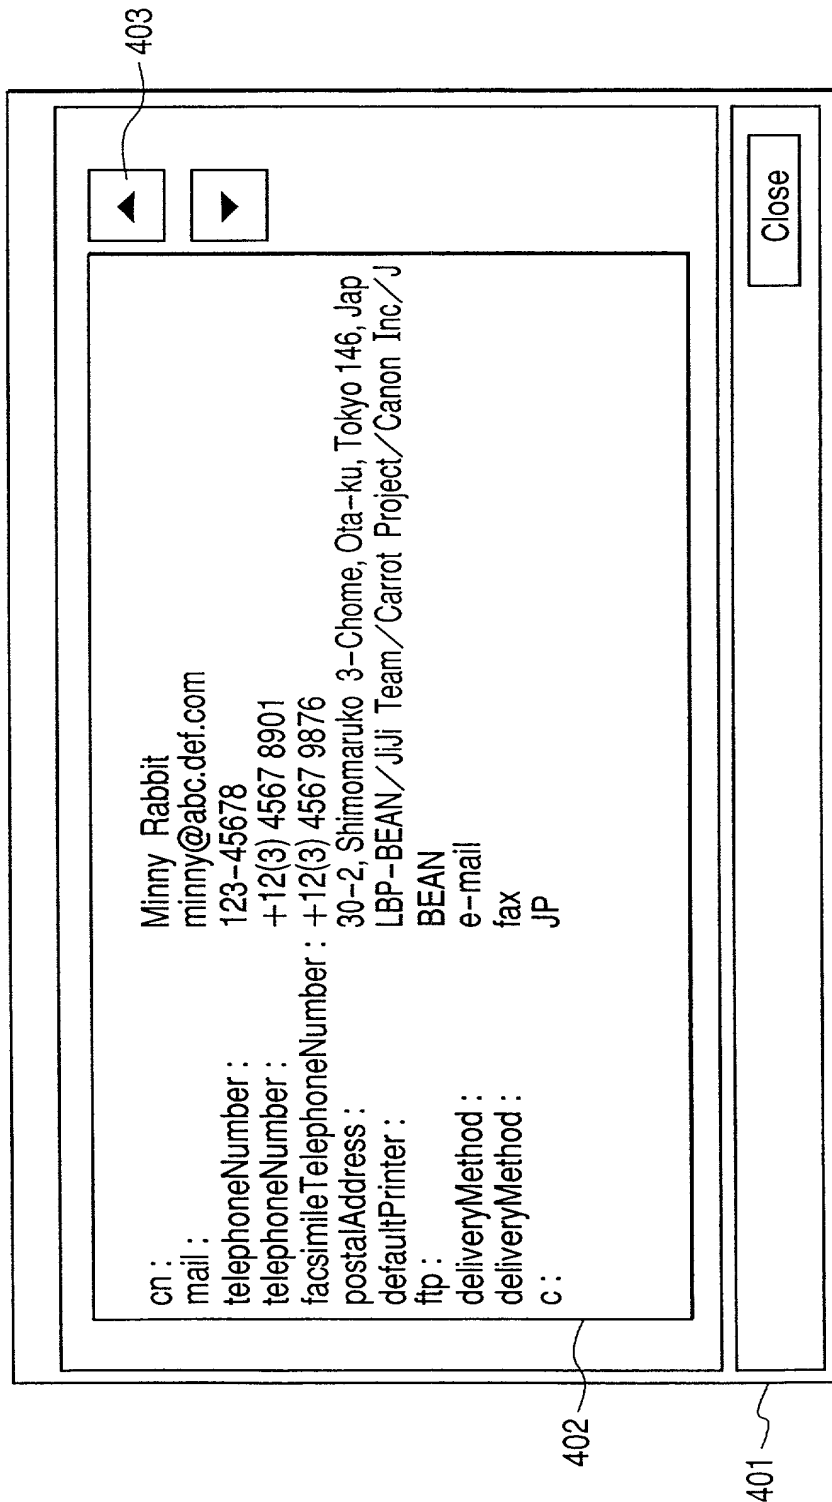 403
cn : Minny Rabbit
mail : minny@abc.def.com
telephoneNumber : 123-45678
telephoneNumber : +12(3) 4567 8901
facsimileTelephoneNumber : +12(3) 4567 9876
postalAddress : 30-2, Shimomaruko 3-Chome, Ota-ku, Tokyo 146, Jap
defaultPrinter : LBP-BEAN/JiJi Team/Carrot Project/Canon Inc/J
ftp : BEAN
deliveryMethod : e-mail
deliveryMethod : fax
c : JP
402
Close
401